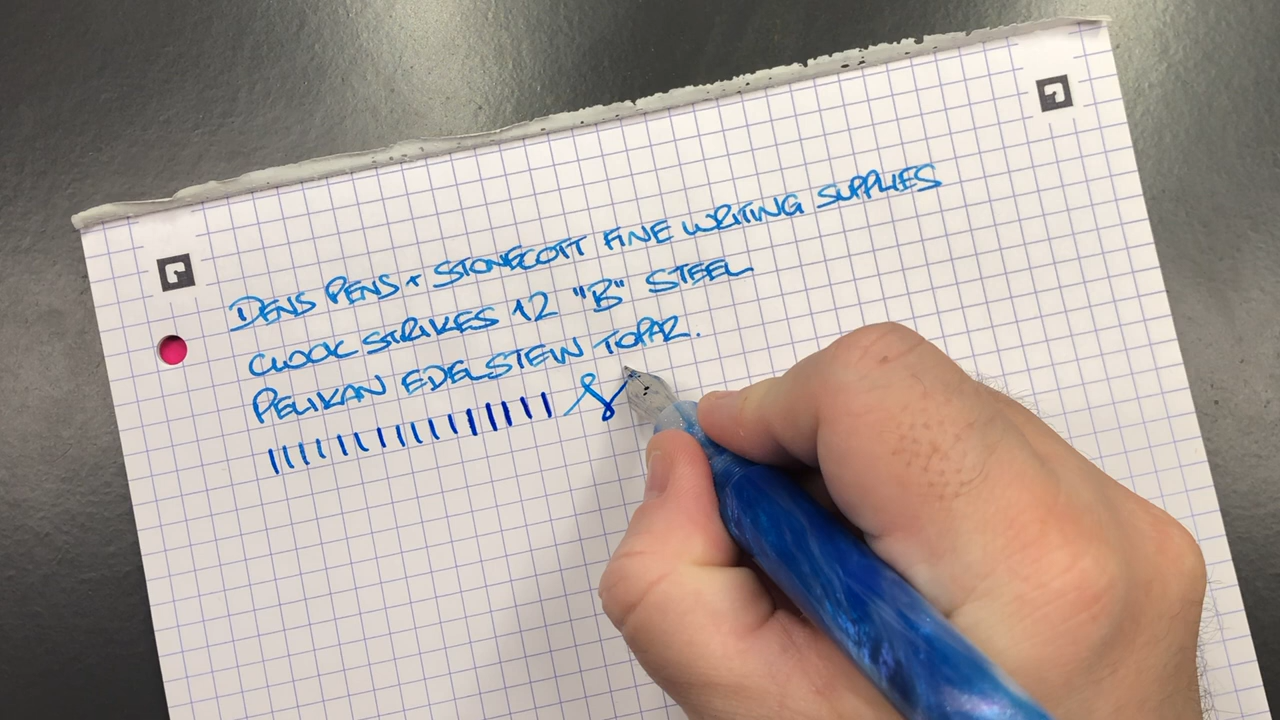 DENS PENS + STONECOTT FINE WRITING SUPPLIES
CLOCK STRIKES 12 "B" STEEL
PELIKAN EDELSTEIN TOPAZ.